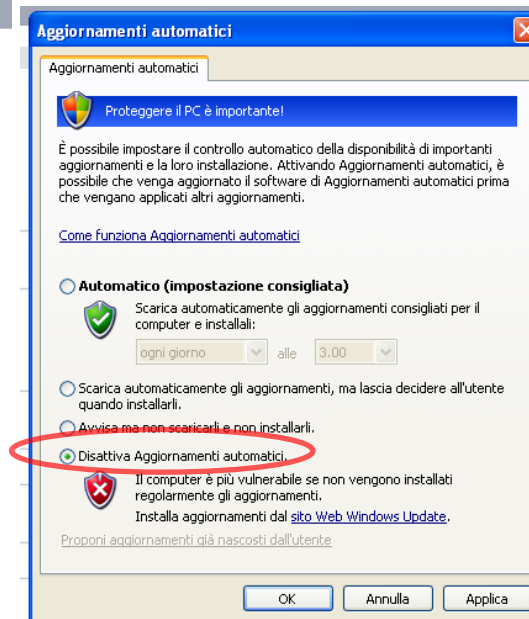 Aggiornamenti automatici
Aggiornamenti automatici
Proteggere il PC è importante!
È possibile impostare il controllo automatico della disponibilità di importanti
aggiornamenti e la loro installazione. Attivando Aggiornamenti automatici, è
possibile che venga aggiornato il software di Aggiornamenti automatici prima
che vengano applicati altri aggiornamenti.
Come funziona Aggiornamenti automatici
Automatico (impostazione consigliata)
Scarica automaticamente gli aggiornamenti consigliati per il
computer e installali:
ogni giorno alle 3.00
Scarica automaticamente gli aggiornamenti, ma lascia decidere all'utente
quando installarli.
Avvisa ma non scaricarli e non installarli.
Disattiva Aggiornamenti automatici.
Il computer è più vulnerabile se non vengono installati
regolarmente gli aggiornamenti.
Installa aggiornamenti dal sito Web Windows Update.
Proponi aggiornamenti già nascosti dall'utente
OK Annulla Applica